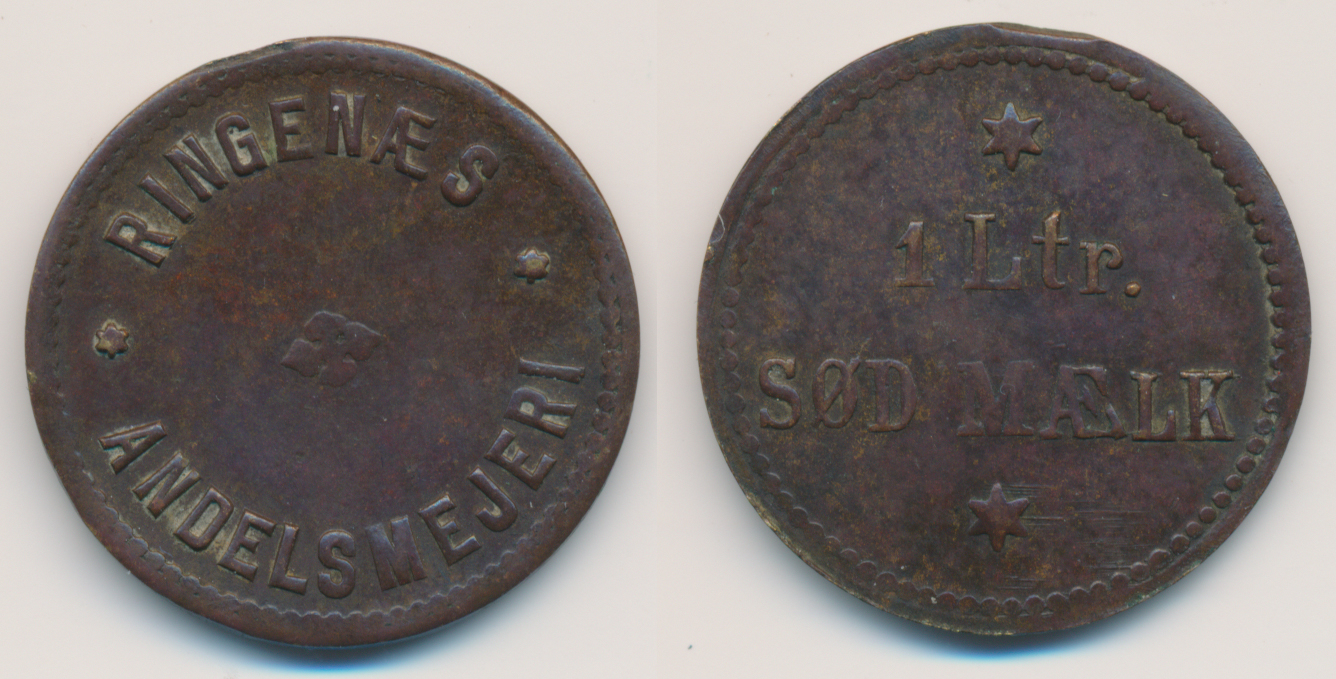 RINGENÆS
ANDELSMEJERI
1 Ltr.
SØD MÆLK